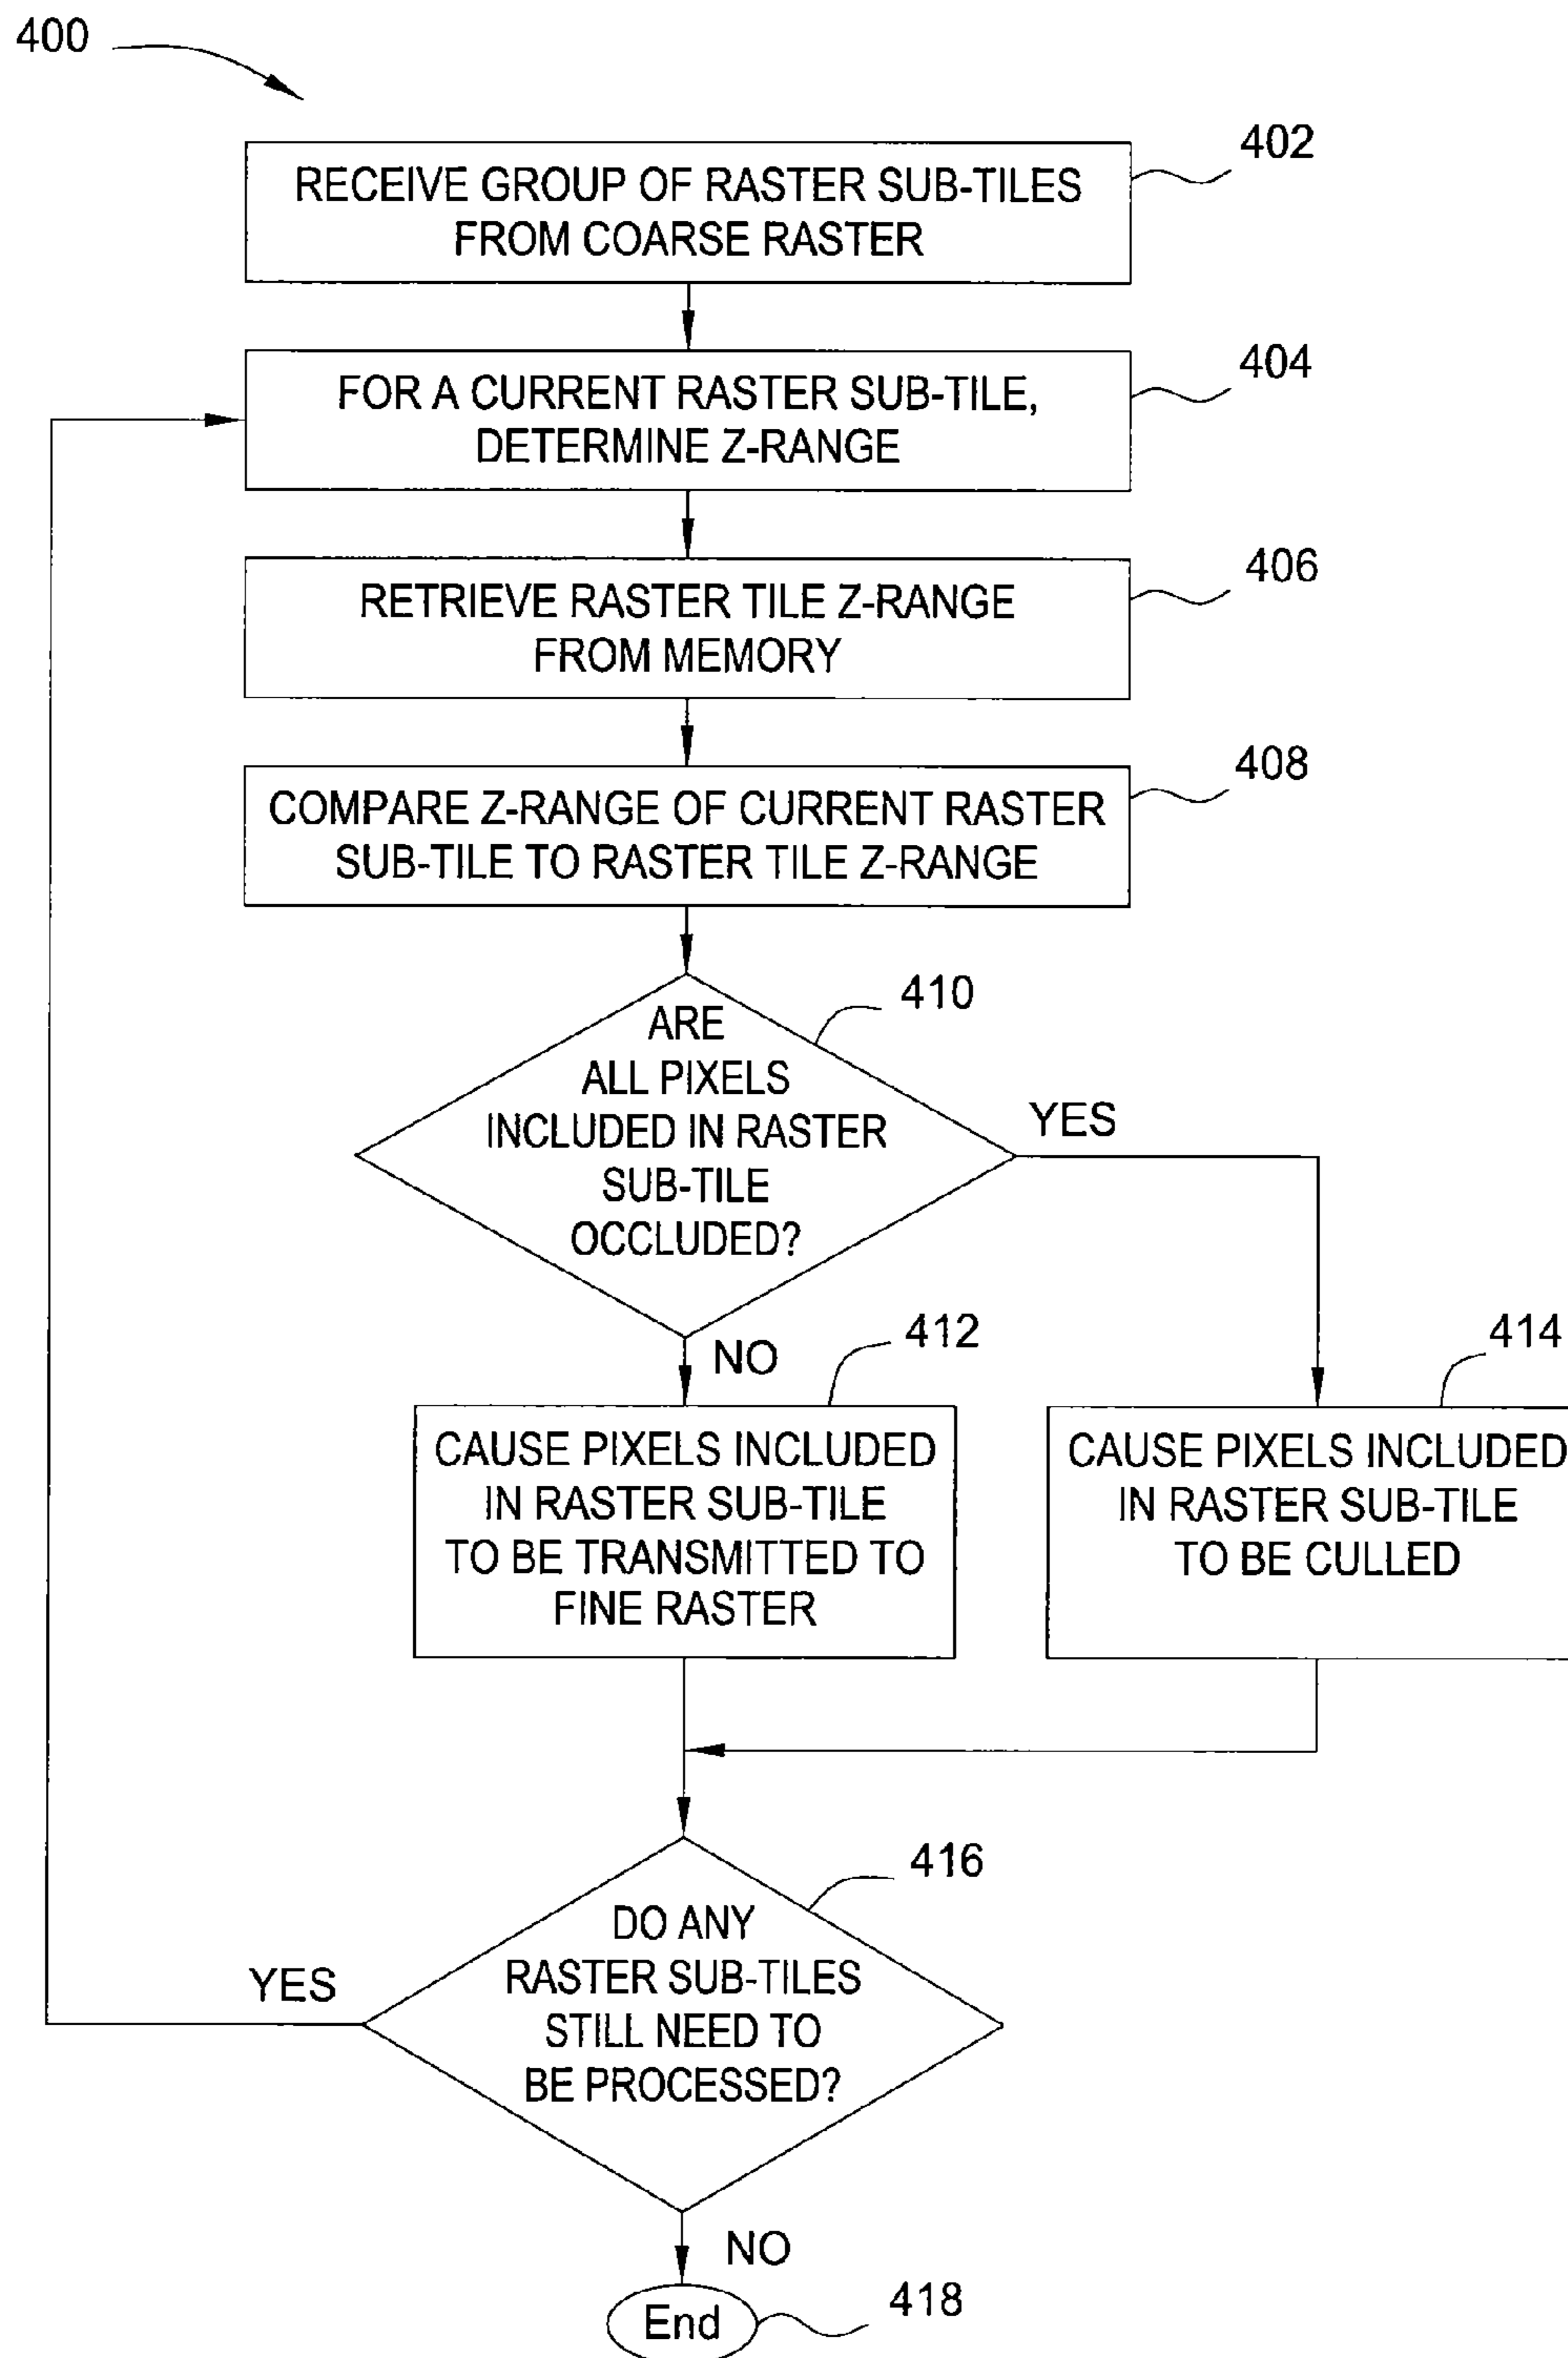 400
402
RECEIVE GROUP OF RASTER SUB-TILES
FROM COARSE RASTER
404
FOR A CURRENT RASTER SUB-TILE,
DETERMINE Z-RANGE
406
RETRIEVE RASTER TILE Z-RANGE
FROM MEMORY
408
COMPARE Z-RANGE OF CURRENT RASTER
SUB-TILE TO RASTER TILE Z-RANGE
410
ARE
ALL PIXELS
INCLUDED IN RASTER
SUB-TILE
OCCLUDED?
YES
NO
412
CAUSE PIXELS INCLUDED
IN RASTER SUB-TILE
TO BE TRANSMITTED TO
FINE RASTER
414
CAUSE PIXELS INCLUDED
IN RASTER SUB-TILE
TO BE CULLED
416
DO ANY
RASTER SUB-TILES
STILL NEED TO
BE PROCESSED?
YES
NO
End
418